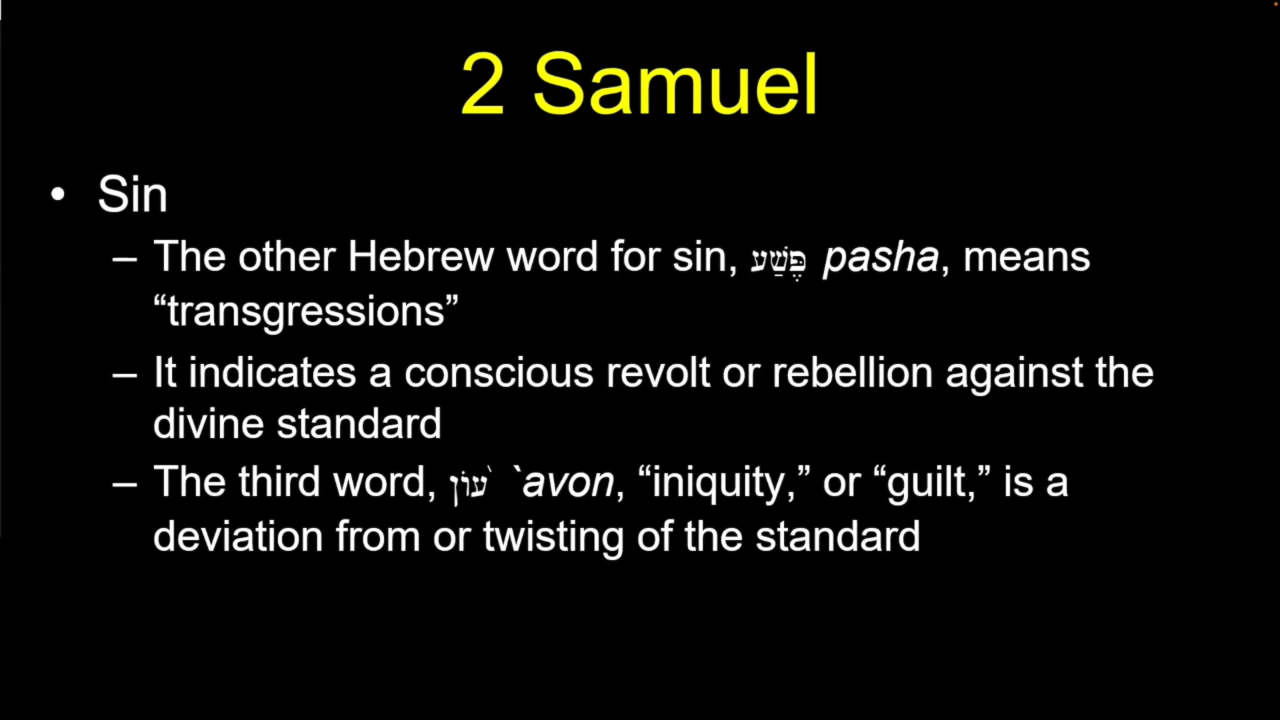 2 Samuel
• Sin
– The other Hebrew word for sin, פֶּשַׁע pasha, means
“transgressions”
– It indicates a conscious revolt or rebellion against the
divine standard
– The third word, עוֹן֙ `avon, “iniquity,” or “guilt,” is a
deviation from or twisting of the standard